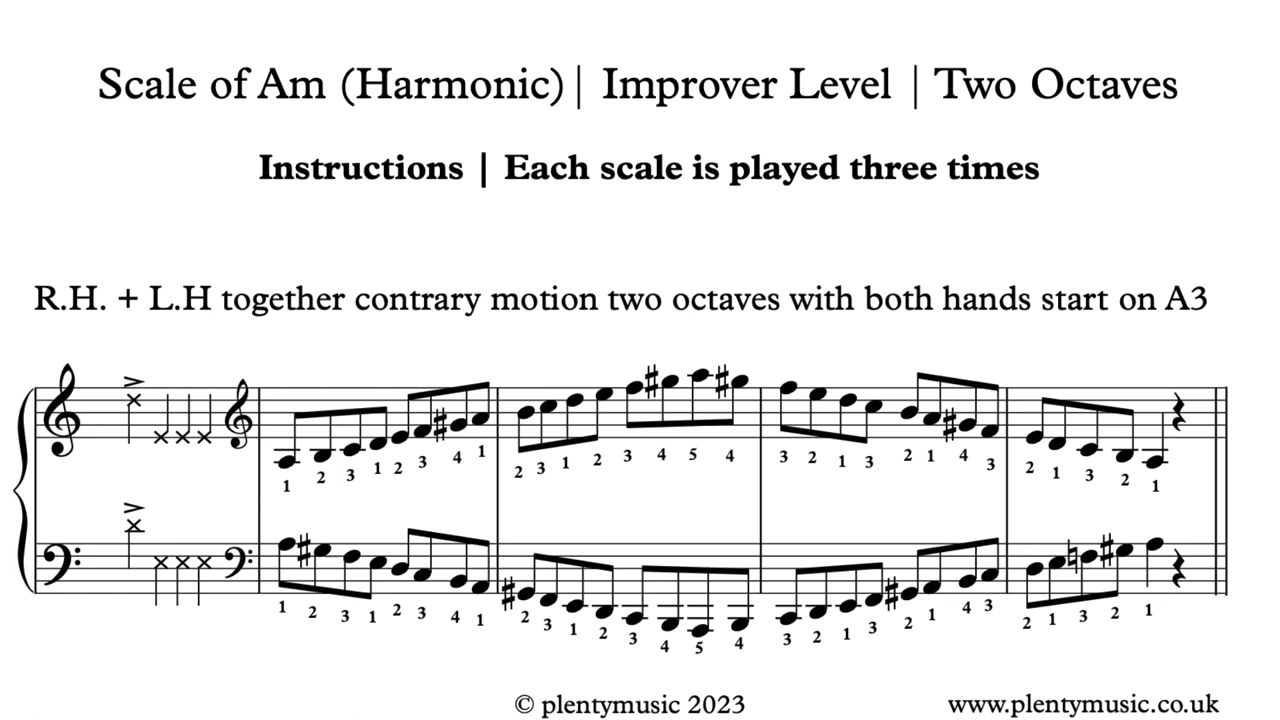 Scale of Am (Harmonic)| Improver Level | Two Octaves
Instructions | Each scale is played three times
R.H. + L.H together contrary motion two octaves with both hands start on A3
1 2 3 1 2 3 4 1 2 3 1 2 3 4 5 4 3 2 1 3 2 1 4 3 2 1 3 2 1
1 2 3 1 2 3 4 1 2 3 1 2 3 4 5 4 3 2 1 3 2 1 4 3 2 1 3 2 1
© plentymusic 2023 www.plentymusic.co.uk